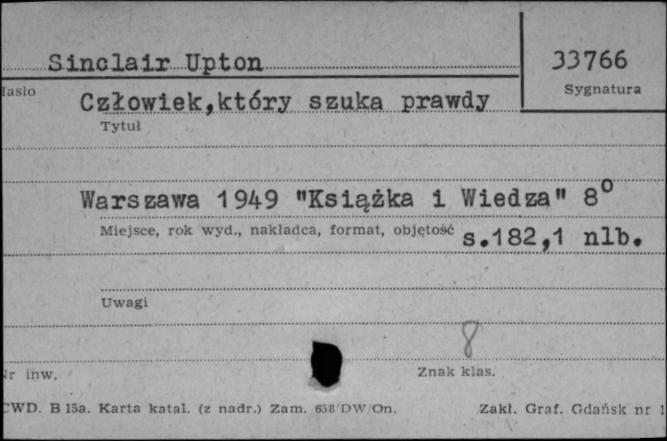 Sinclair Upton
33766
Hasło
Sygnatura
Człowiek,który szuka prawdy
Tytuł
Warszawa 1949 "Książka i Wiedza" 8°
Miejsce, rok wyd., nakładca, format, objętość
s.182,1 nlb.
Uwagi
8
Nr inw.
Znak klas.
CWD. B 15a. Karta katal. (z nadr.) Zam. 658/DW/On.
Zakł. Graf. Gdańsk nr 1